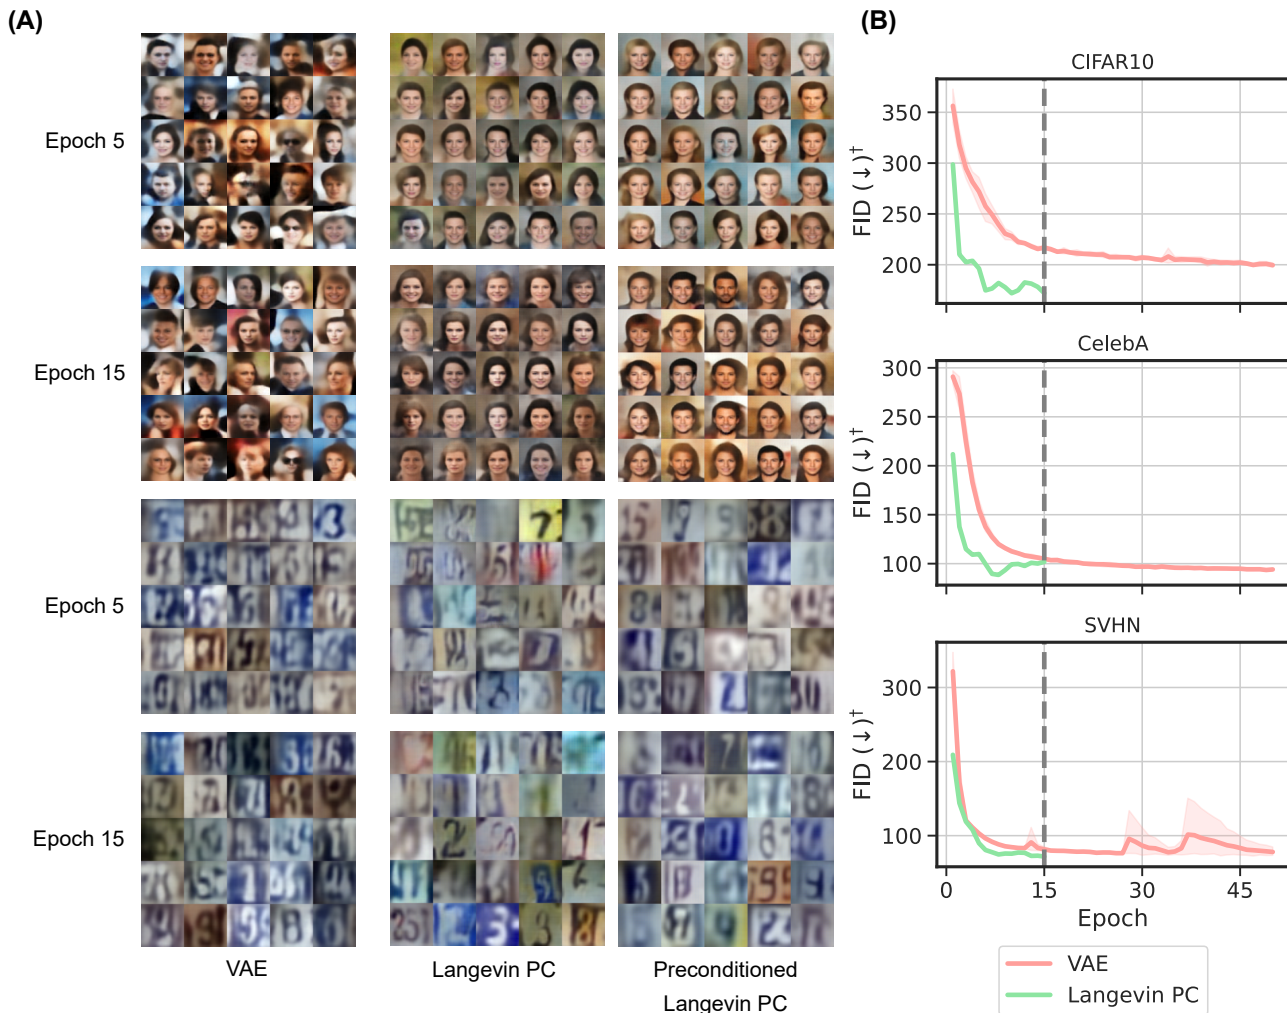 (A)
Epoch 5
Epoch 15
Epoch 5
Epoch 15
VAE
Langevin PC
Preconditioned
Langevin PC
(B)
CIFAR10
FID (↓)†
350
300
250
200
CelebA
FID (↓)†
300
250
200
150
100
SVHN
FID (↓)†
300
200
100
0 15 30 45
Epoch
VAE
Langevin PC